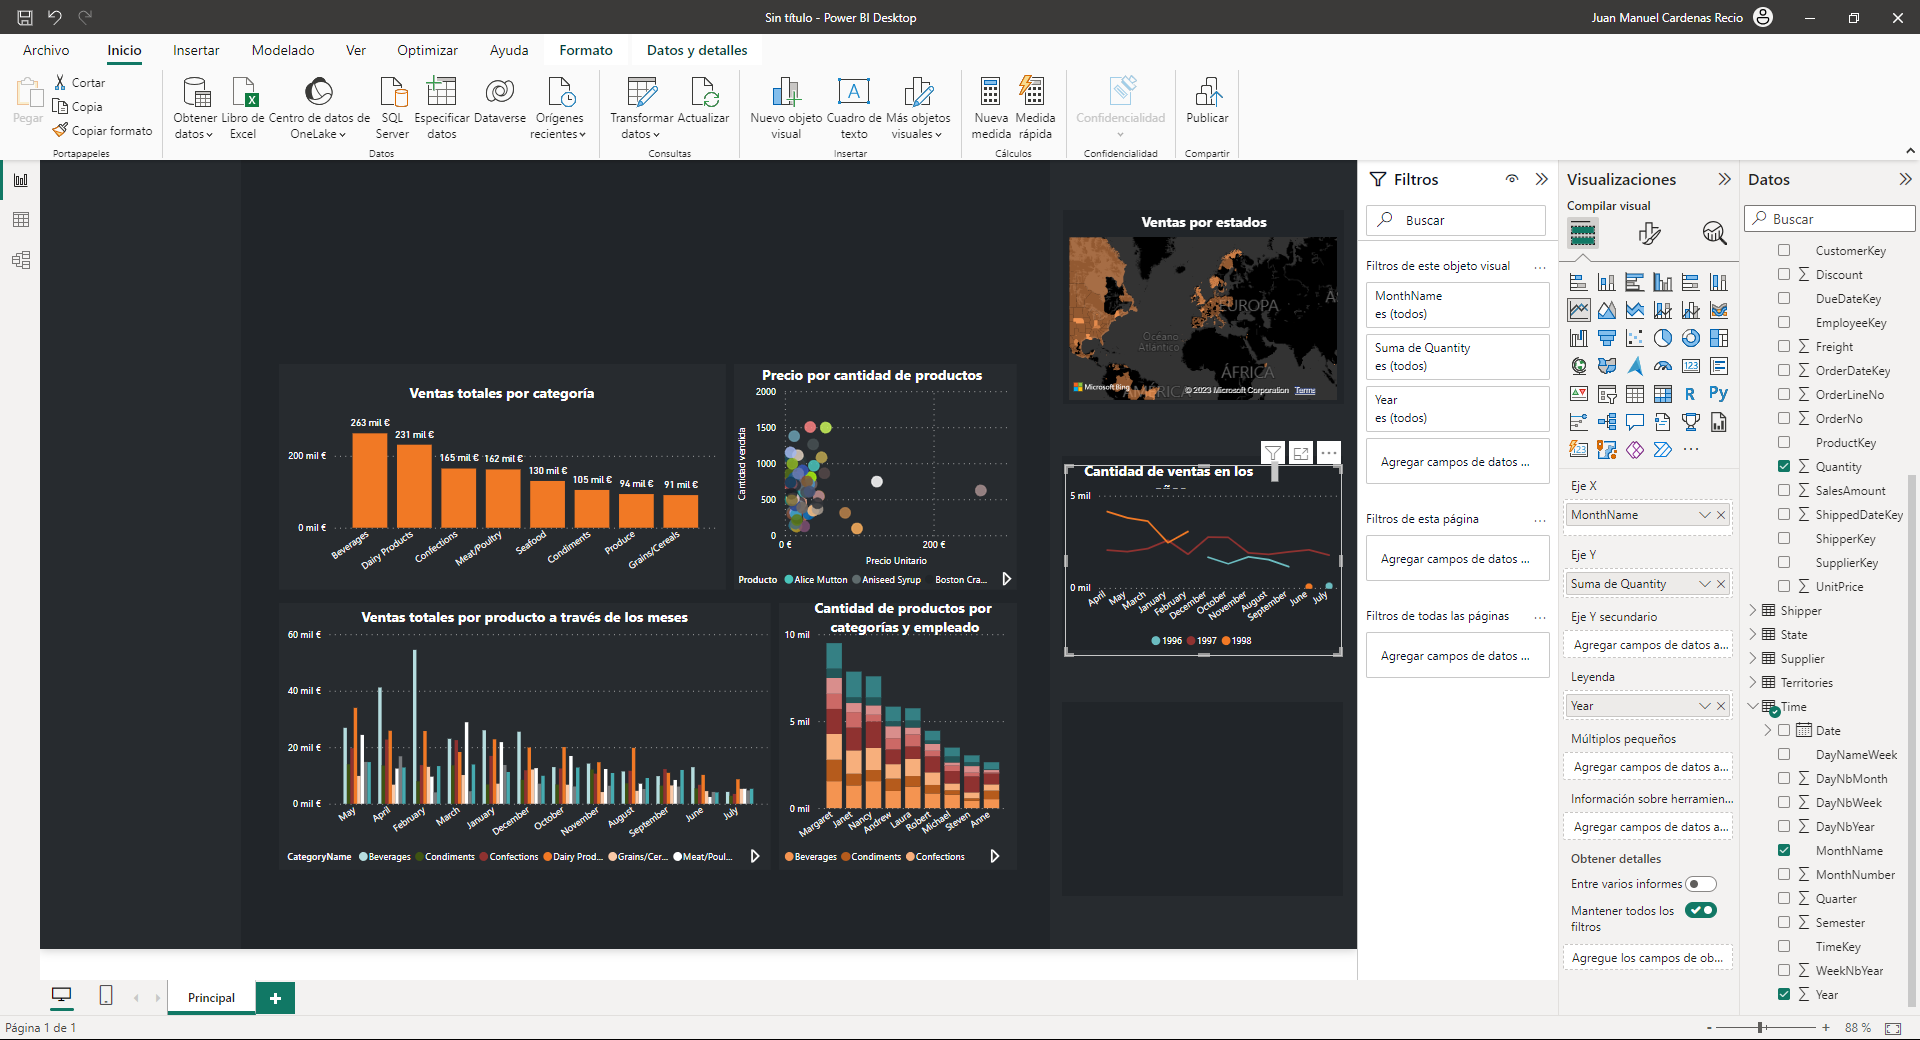 Sin título - Power BI Desktop
Juan Manuel Cardenas Recio
Archivo
Inicio
Insertar
Modelado
Ver
Optimizar
Ayuda
Formato
Datos y detalles
Pegar
Cortar
Copia
Copiar formato
Portapapeles
Obtener
datos
Libro de
Excel
Centro de datos de
OneLake
SQL
Server
Especificar
datos
Dataverse
Orígenes
recientes
Datos
Transformar
datos
Actualizar
Consultas
Nuevo objeto
visual
Cuadro de
texto
Más objetos
visuales
Insertar
Nueva
medida
Medida
rápida
Cálculos
Confidencialidad
Confidencialidad
Publicar
Compartir
Ventas totales por categoría
263 mil €
231 mil €
165 mil €
162 mil €
130 mil €
105 mil €
94 mil €
91 mil €
200 mil €
0 mil €
Beverages
Dairy Products
Confections
Meat/Poultry
Seafood
Condiments
Produce
Grains/Cereals
Precio por cantidad de productos
Cantidad vendida
2000
1500
1000
500
0
0 €
200 €
Precio Unitario
Producto
Alice Mutton
Aniseed Syrup
Boston Cra...
Ventas por estados
EUROPA
Océano
Atlántico
ÁFRICA
AMÉRICA
Microsoft Bing
© 2023 Microsoft Corporation
Terms
Cantidad de ventas en los
5 mil
0 mil
April
May
March
January
February
December
October
November
August
September
June
July
1996
1997
1998
Ventas totales por producto a través de los meses
60 mil €
40 mil €
20 mil €
0 mil €
May
April
February
March
January
December
October
November
August
September
June
July
CategoryName
Beverages
Condiments
Confections
Dairy Prod...
Grains/Cer...
Meat/Poul...
Cantidad de productos por
categorías y empleado
10 mil
5 mil
0 mil
Margaret
Janet
Nancy
Andrew
Laura
Robert
Michael
Steven
Anne
Beverages
Condiments
Confections
Filtros
Buscar
Filtros de este objeto visual
...
MonthName
es (todos)
Suma de Quantity
es (todos)
Year
es (todos)
Agregar campos de datos ...
Filtros de esta página
...
Agregar campos de datos ...
Filtros de todas las páginas
...
Agregar campos de datos ...
Visualizaciones
Compilar visual
R
Py
123
...
Eje X
MonthName
Eje Y
Suma de Quantity
Eje Y secundario
Agregar campos de datos a...
Leyenda
Year
Múltiplos pequeños
Agregar campos de datos a...
Información sobre herramien...
Agregar campos de datos a...
Obtener detalles
Entre varios informes
Mantener todos los
filtros
Agregue los campos de ob...
Datos
Buscar
CustomerKey
Discount
DueDateKey
EmployeeKey
Freight
OrderDateKey
OrderLineNo
OrderNo
ProductKey
Quantity
SalesAmount
ShippedDateKey
ShipperKey
SupplierKey
UnitPrice
Shipper
State
Supplier
Territories
Time
Date
DayNameWeek
DayNbMonth
DayNbWeek
DayNbYear
MonthName
MonthNumber
Quarter
Semester
TimeKey
WeekNbYear
Year
Principal
Página 1 de 1
88 %